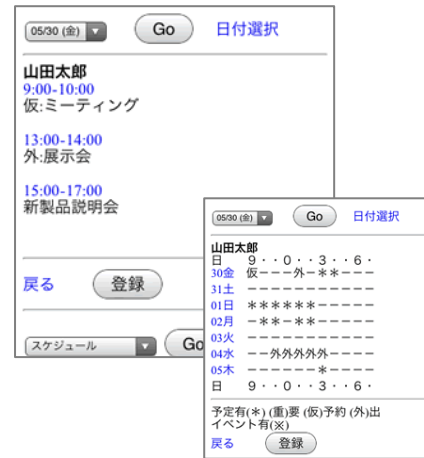 05/30 (金) Go 日付選択
山田太郎
9:00-10:00
仮:ミーティング
13:00-14:00
外:展示会
15:00-17:00
新製品説明会
戻る 登録
スケジュール Go
05/30 (金) Go 日付選択
山田太郎
日 9・・0・・3・・6・
30金 仮ーーー外ー＊＊ーーー
31土 ーーーーーーーーーーー
01日 ＊＊＊＊＊＊ーーーーー
02月 ー＊＊ー＊＊ーーーーー
03火 ーーーーーーーーーーー
04水 ーー外外外外外ーーーー
05木 ーーーーーー＊ーーーー
日 9・・0・・3・・6・
予定有(＊) (重)要 (仮)予約 (外)出
イベント有(※)
戻る 登録